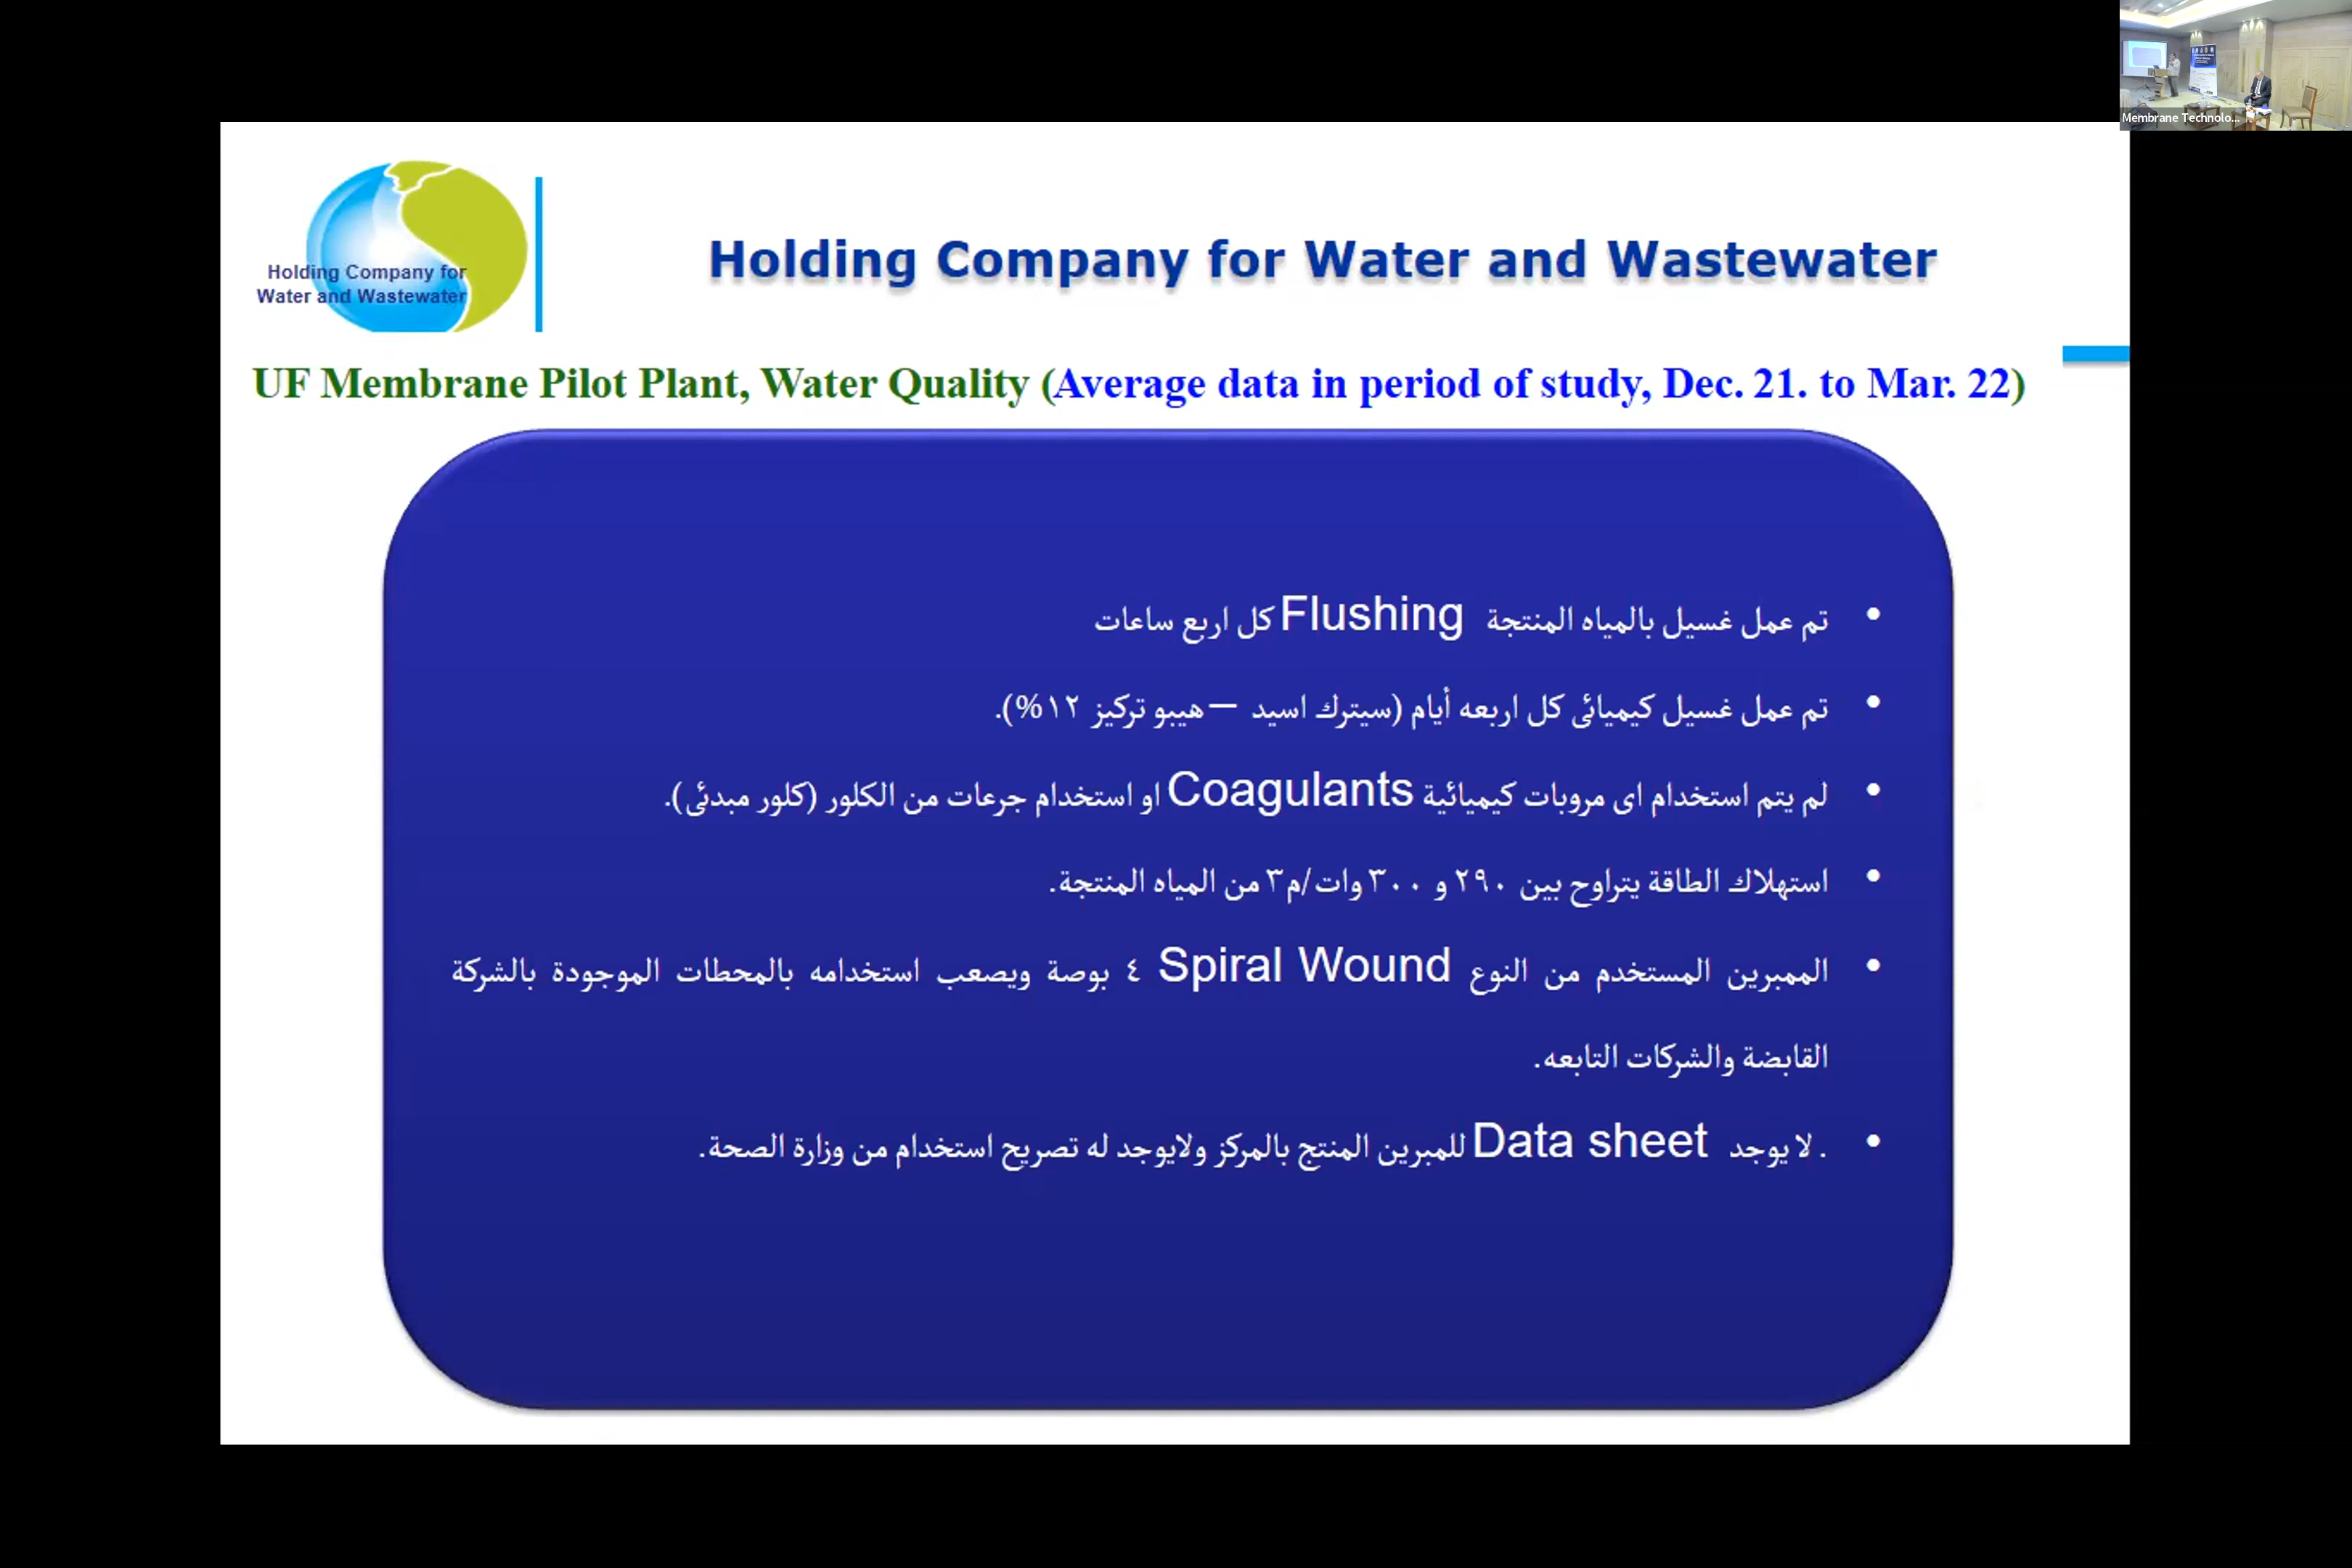 Membrane Technolo...
Holding Company for
Water and Wastewater
Holding Company for Water and Wastewater
UF Membrane Pilot Plant, Water Quality (Average data in period of study, Dec. 21. to Mar. 22)
• تم عمل غسيل بالمياه المنتجة Flushing كل اربع ساعات
• تم عمل غسيل كيميائى كل اربعه أيام (سيترك اسيد – هيبو تركيز ١٢%).
• لم يتم استخدام اى مروبات كيميائية Coagulants او استخدام جرعات من الكلور (كلور مبدئى).
• استهلاك الطاقة يتراوح بين ٢٩٠ و ٣٠٠ وات/م٣ من المياه المنتجة.
• الممبرين المستخدم من النوع Spiral Wound ٤ بوصة ويصعب استخدامه بالمحطات الموجودة بالشركة
القابضة والشركات التابعه.
• . لا يوجد Data sheet للمبرين المنتج بالمركز ولايوجد له تصريح استخدام من وزارة الصحة.